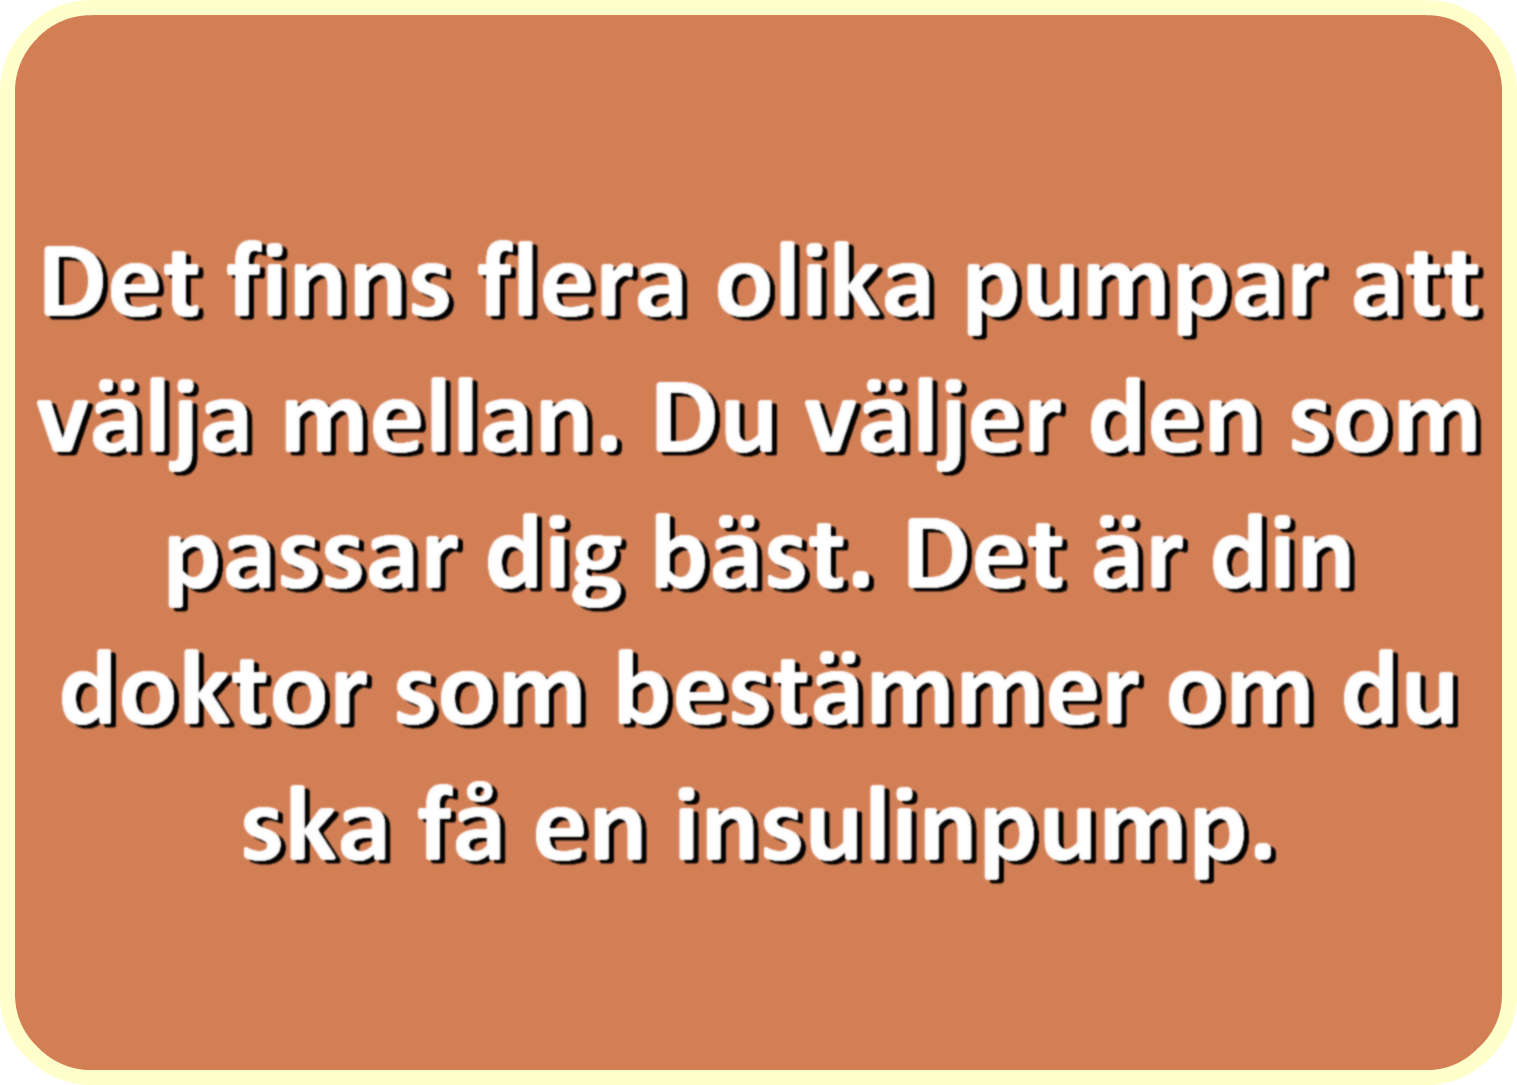 Det finns flera olika pumpar att
välja mellan. Du väljer den som
passar dig bäst. Det är din
doktor som bestämmer om du
ska få en insulinpump.